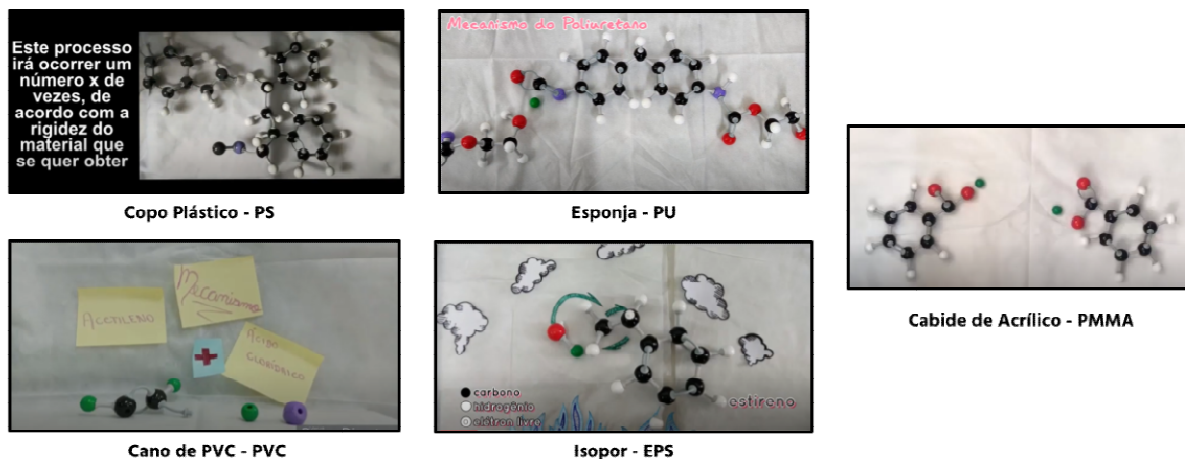 Este processo
irá ocorrer um
número x de
vezes, de
acordo com a
rigidez do
material que
se quer obter
Copo Plástico - PS
Mecanismo do Poliuretano
Esponja - PU
Cabide de Acrílico - PMMA
ACETILENO
Mecanismo
ÁCIDO
CLORÍDRICO
Cano de PVC - PVC
carbono
hidrogênio
elétron livre
estireno
Isopor - EPS